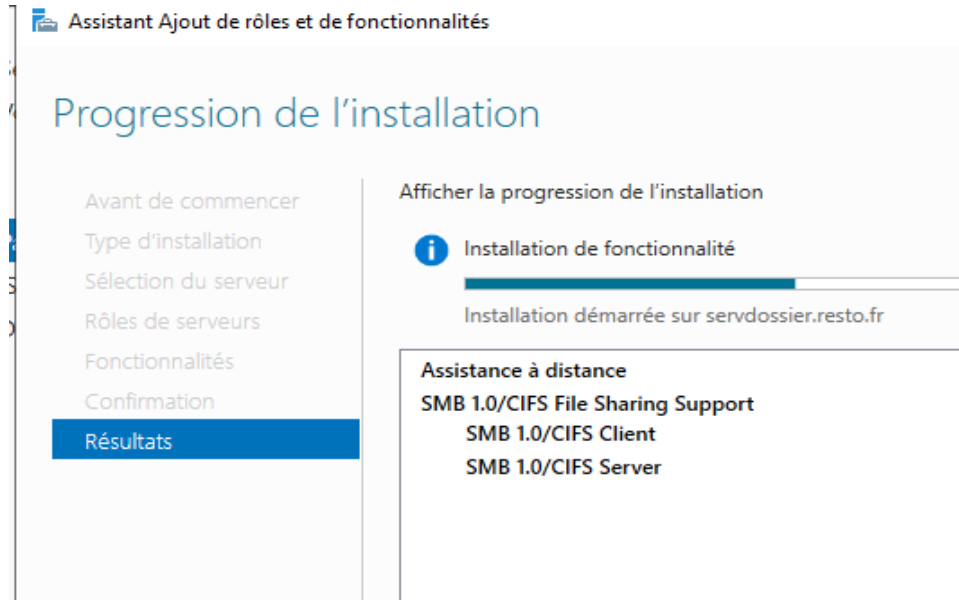 Assistant Ajout de rôles et de fonctionnalités
Progression de l'installation
Avant de commencer
Type d'installation
Sélection du serveur
Rôles de serveurs
Fonctionnalités
Confirmation
Résultats
Afficher la progression de l'installation
Installation de fonctionnalité
Installation démarrée sur servdossier.resto.fr
Assistance à distance
SMB 1.0/CIFS File Sharing Support
SMB 1.0/CIFS Client
SMB 1.0/CIFS Server